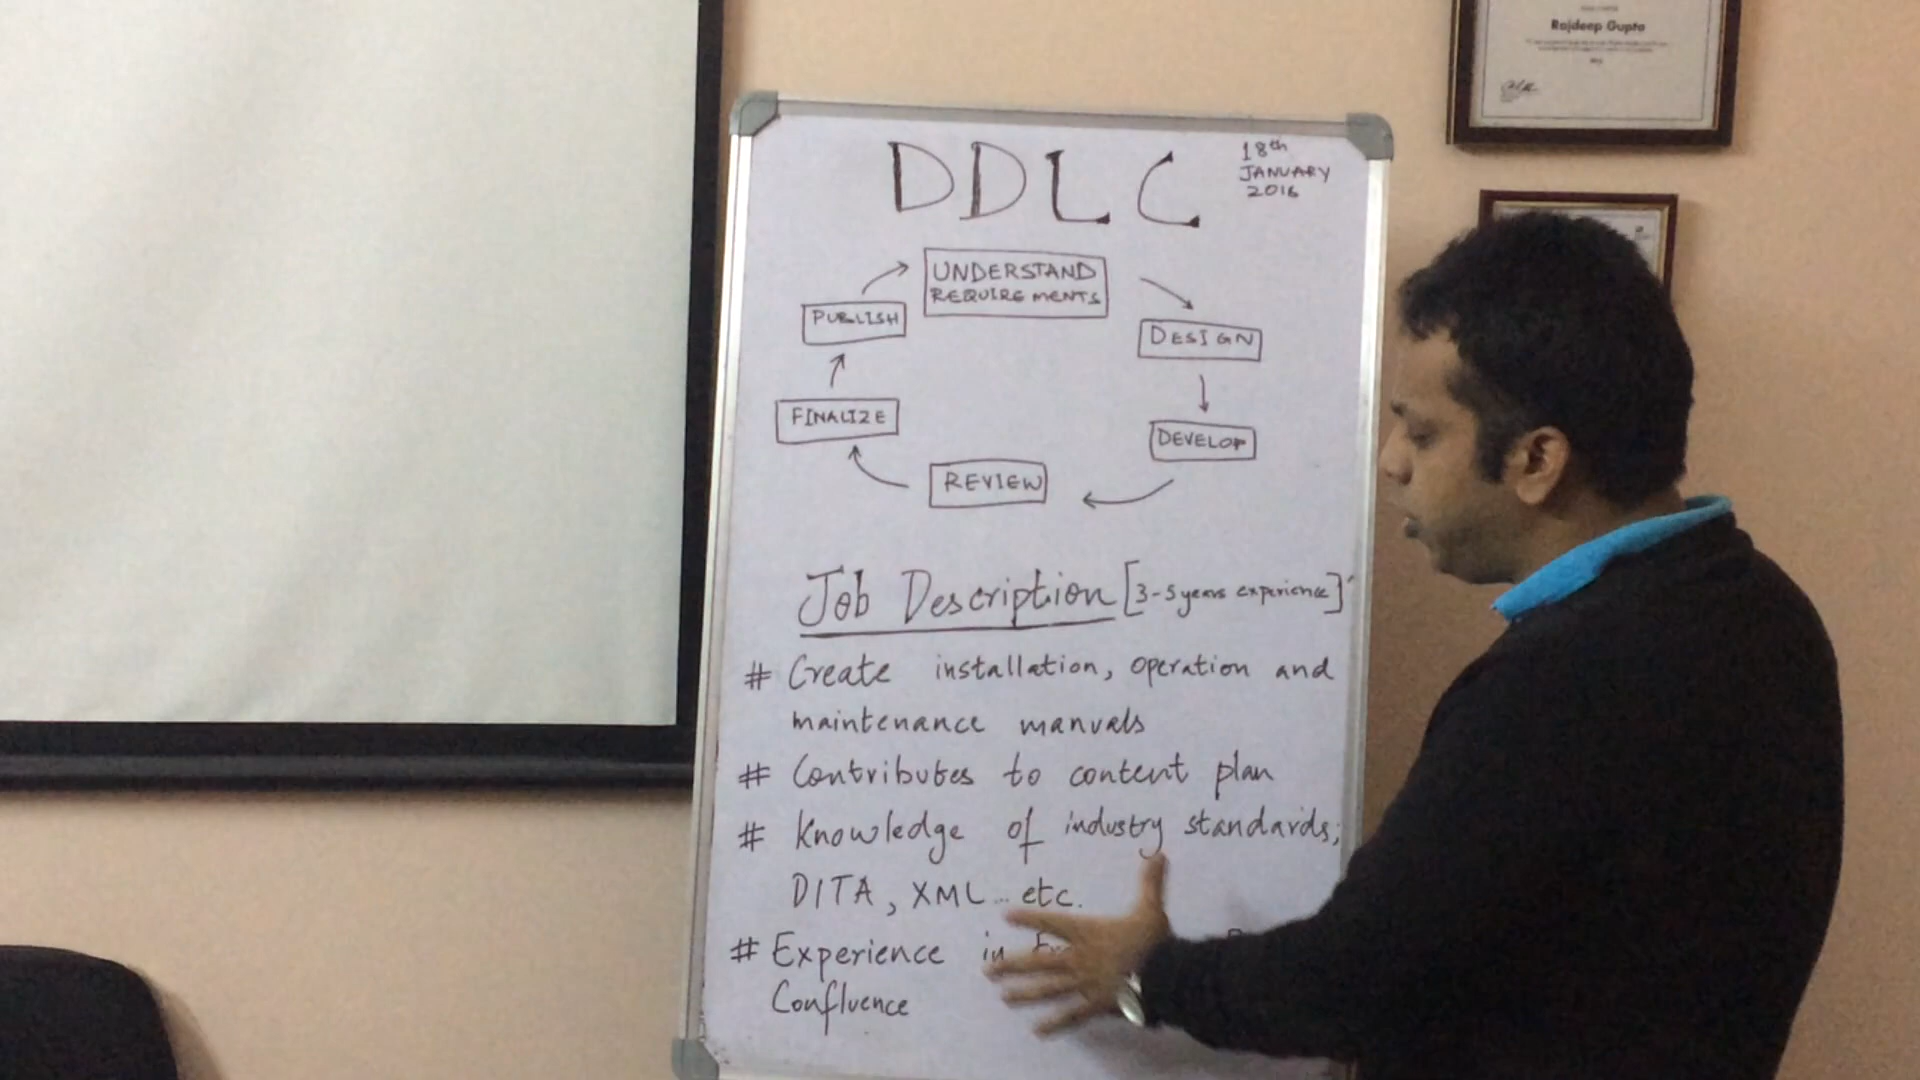 Rajdeep Gupta
DDLC
18th
JANUARY
2016
UNDERSTAND
REQUIREMENTS
DESIGN
DEVELOP
REVIEW
FINALIZE
PUBLISH
Job Description [3-5 years experience]
# Create installation, operation and
maintenance manuals
# Contributes to content plan
# Knowledge of industry standards;
DITA, XML... etc.
# Experience in
Confluence